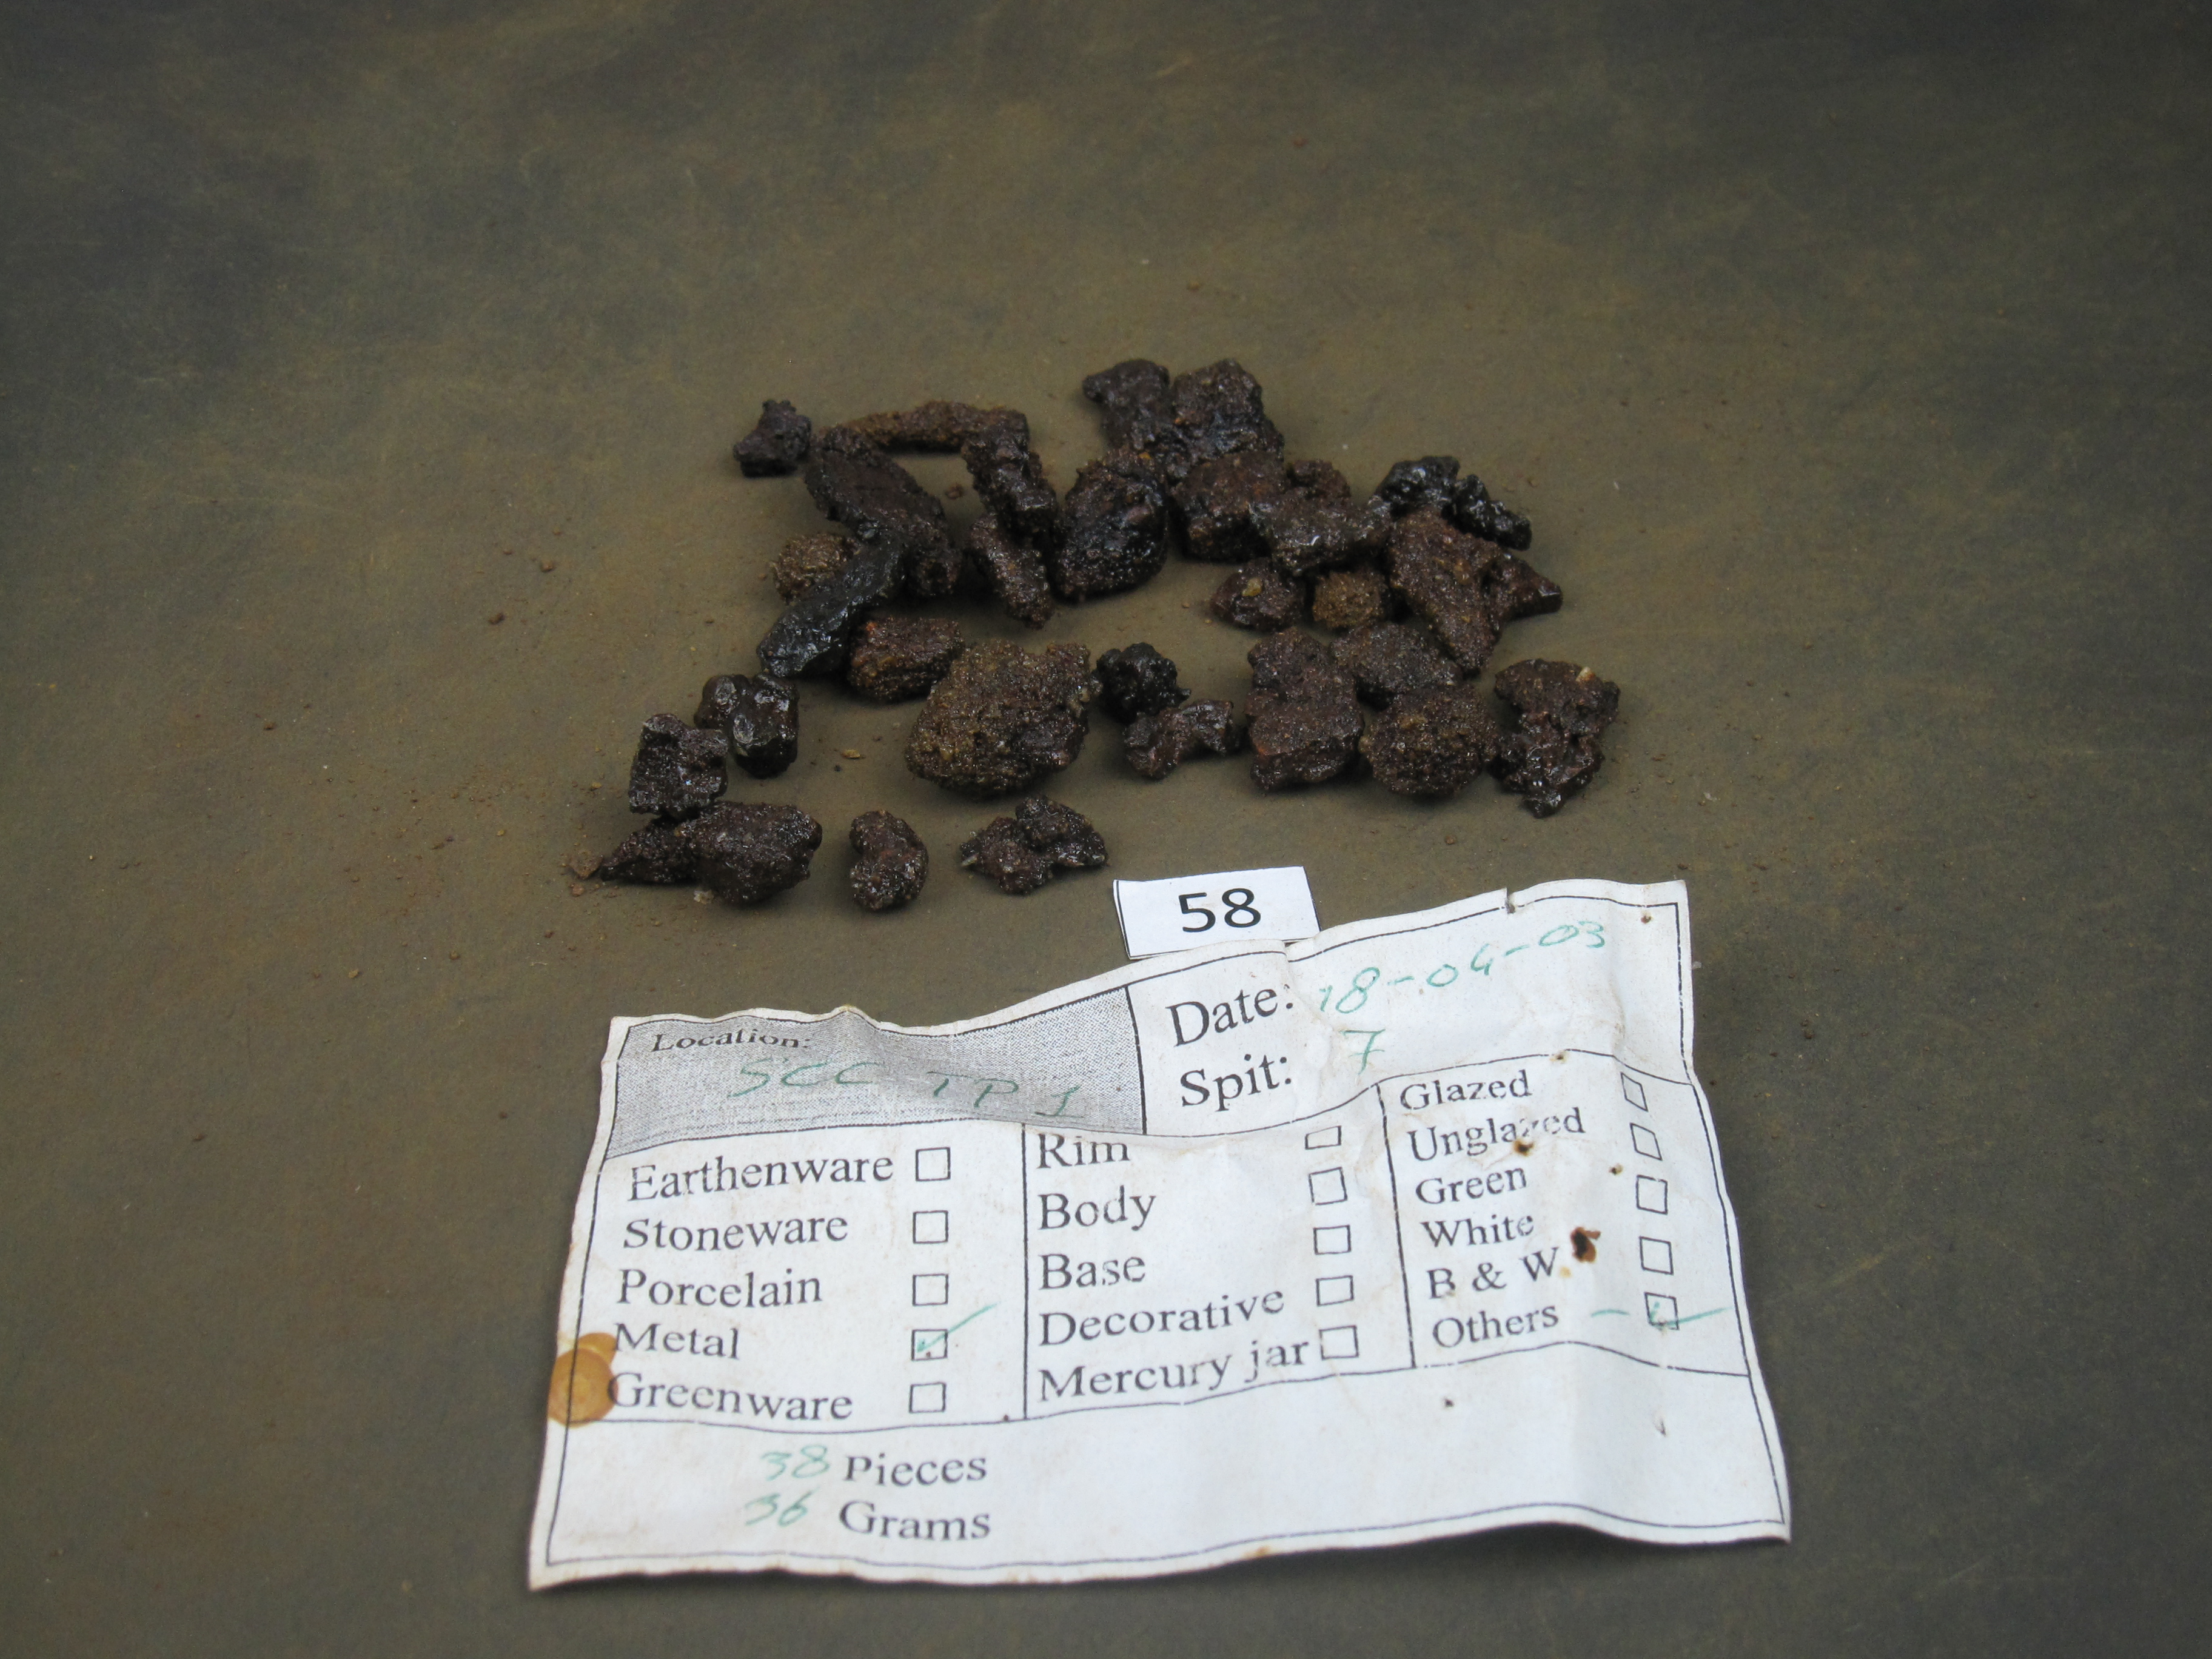 58
Location:
SCC TP 1
Date: 18-04-03
Spit: 7
Earthenware
Stoneware
Porcelain
Metal
Greenware
Rim
Body
Base
Decorative
Mercury jar
Glazed
Unglazed
Green
White
B & W
Others
38 Pieces
36 Grams